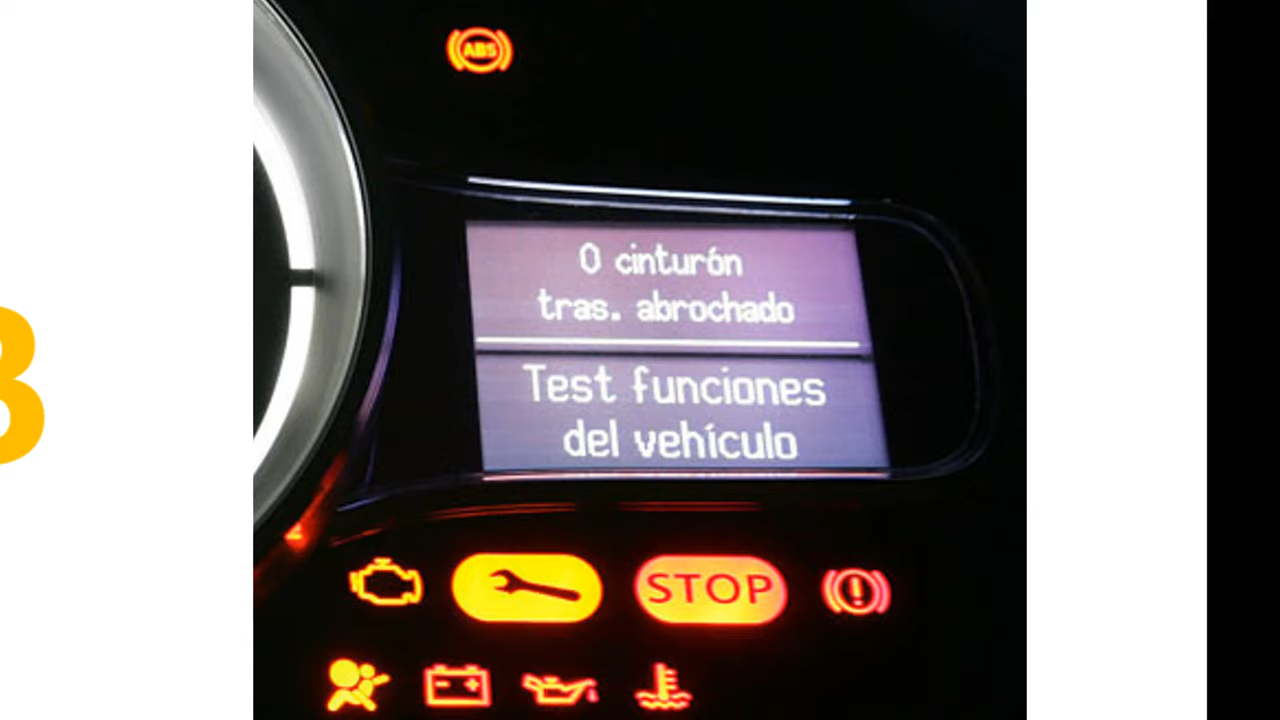 ABS
0 cinturón
tras. abrochado
Test funciones
del vehículo
STOP